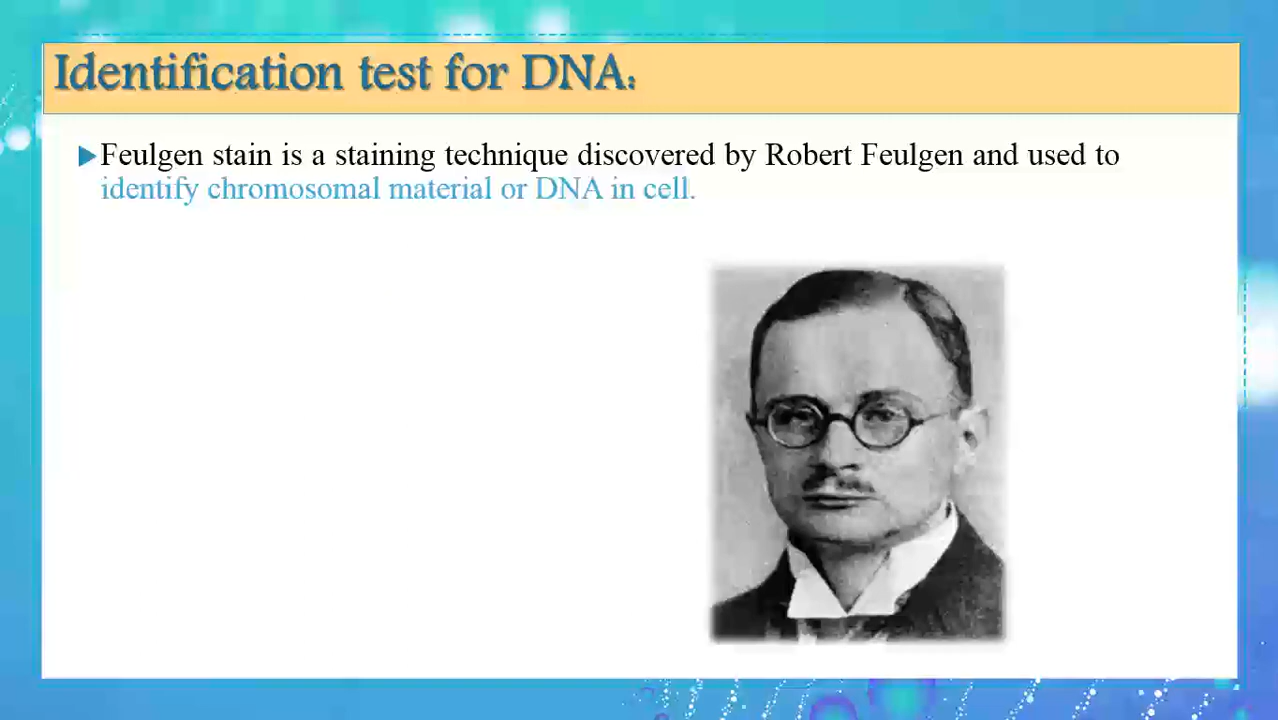 Identification test for DNA:
Feulgen stain is a staining technique discovered by Robert Feulgen and used to
identify chromosomal material or DNA in cell.